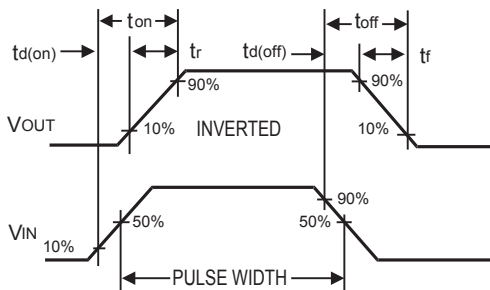 ton toff
td(on) tr td(off) tf
90% 90%
VOUT 10% INVERTED 10%
90%
VIN 10% 50% 50%
PULSE WIDTH